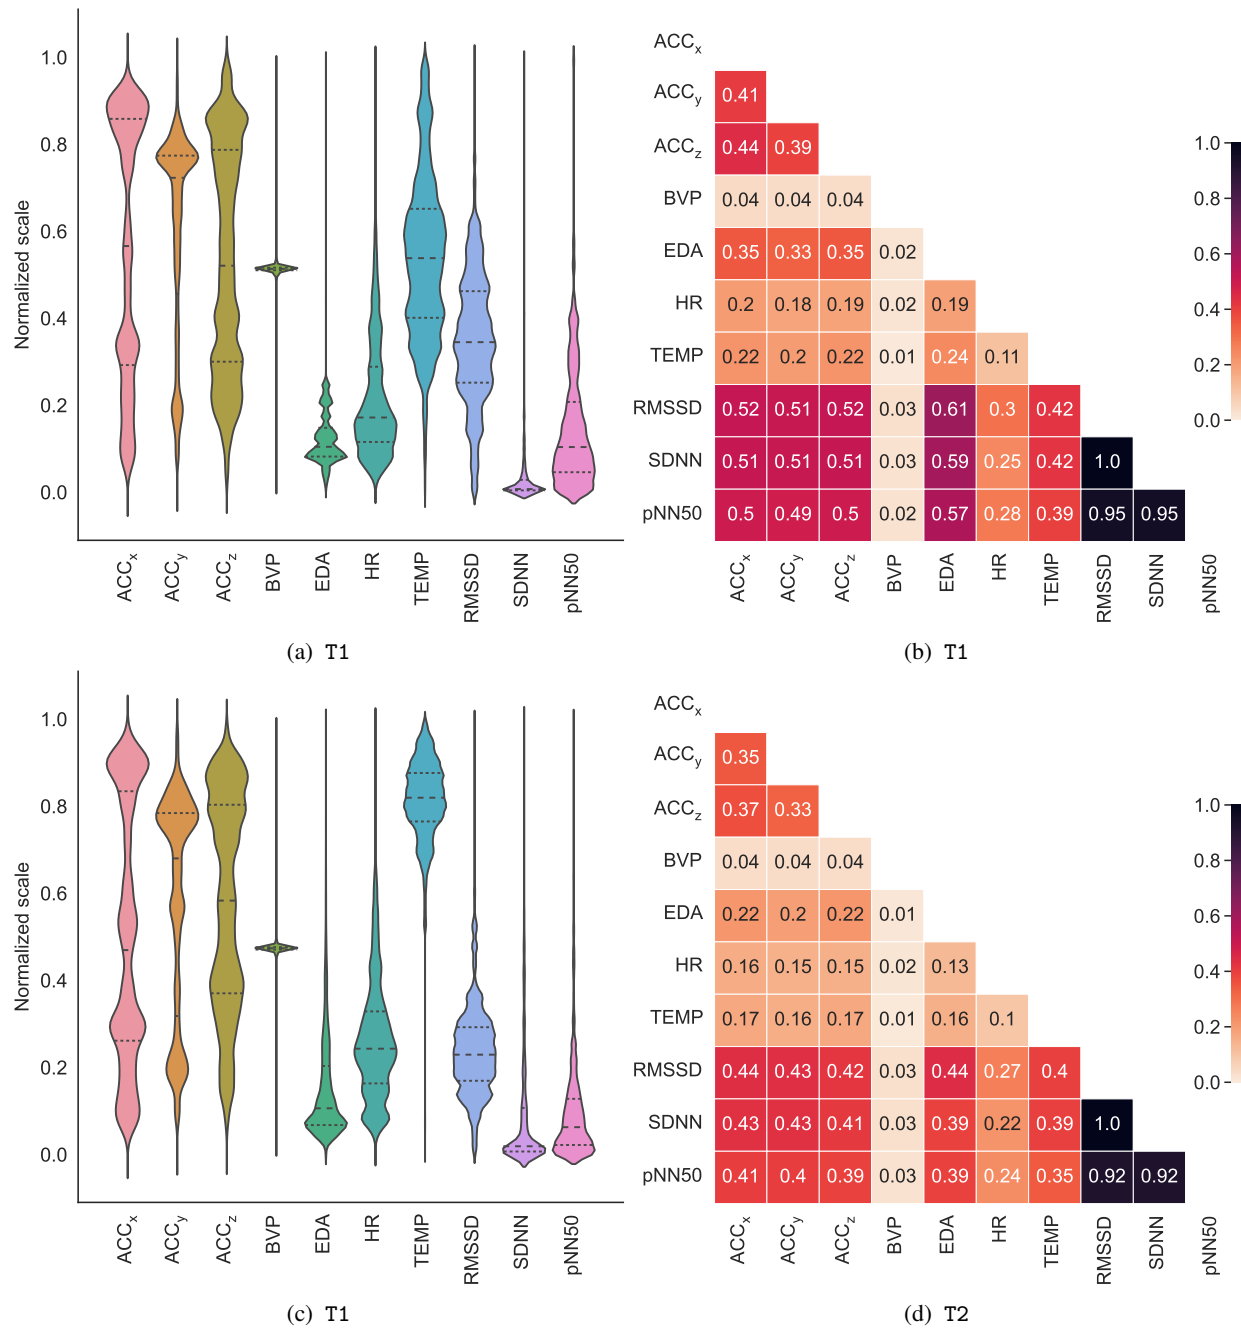 Normalized scale
1.0
0.8
0.6
0.4
0.2
0.0
ACCx
ACCy
ACCz
BVP
EDA
HR
TEMP
RMSSD
SDNN
pNN50
(a) T1
ACCx
ACCy 0.41
ACCz 0.44 0.39
BVP 0.04 0.04 0.04
EDA 0.35 0.33 0.35 0.02
HR 0.2 0.18 0.19 0.02 0.19
TEMP 0.22 0.2 0.22 0.01 0.24 0.11
RMSSD 0.52 0.51 0.52 0.03 0.61 0.3 0.42
SDNN 0.51 0.51 0.51 0.03 0.59 0.25 0.42 1.0
pNN50 0.5 0.49 0.5 0.02 0.57 0.28 0.39 0.95 0.95
ACCx
ACCy
ACCz
BVP
EDA
HR
TEMP
RMSSD
SDNN
pNN50
1.0
0.8
0.6
0.4
0.2
0.0
(b) T1
Normalized scale
1.0
0.8
0.6
0.4
0.2
0.0
ACCx
ACCy
ACCz
BVP
EDA
HR
TEMP
RMSSD
SDNN
pNN50
(c) T1
ACCx
ACCy 0.35
ACCz 0.37 0.33
BVP 0.04 0.04 0.04
EDA 0.22 0.2 0.22 0.01
HR 0.16 0.15 0.15 0.02 0.13
TEMP 0.17 0.16 0.17 0.01 0.16 0.1
RMSSD 0.44 0.43 0.42 0.03 0.44 0.27 0.4
SDNN 0.43 0.43 0.41 0.03 0.39 0.22 0.39 1.0
pNN50 0.41 0.4 0.39 0.03 0.39 0.24 0.35 0.92 0.92
ACCx
ACCy
ACCz
BVP
EDA
HR
TEMP
RMSSD
SDNN
pNN50
1.0
0.8
0.6
0.4
0.2
0.0
(d) T2